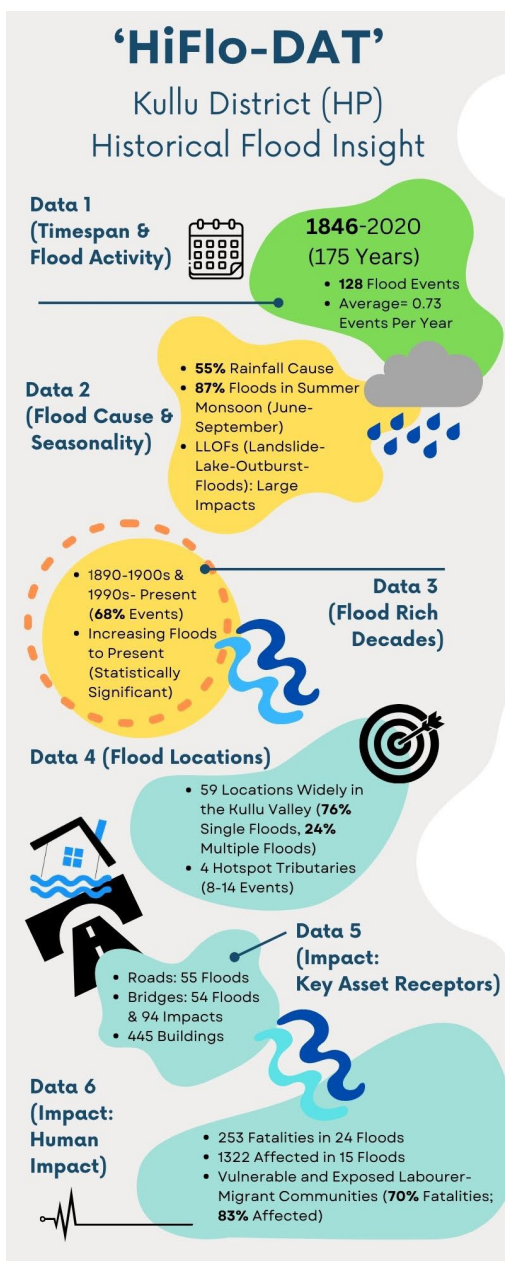 ‘HiFlo-DAT’
Kullu District (HP)
Historical Flood Insight
Data 1
(Timespan &
Flood Activity)
1846-2020
(175 Years)
• 128 Flood Events
• Average= 0.73
Events Per Year
Data 2
(Flood Cause &
Seasonality)
• 55% Rainfall Cause
• 87% Floods in Summer
Monsoon (June-
September)
• LLOFs (Landslide-
Lake-Outburst-
Floods): Large
Impacts
• 1890-1900s &
1990s- Present
(68% Events)
• Increasing Floods
to Present
(Statistically
Significant)
Data 3
(Flood Rich
Decades)
Data 4 (Flood Locations)
• 59 Locations Widely in
the Kullu Valley (76%
Single Floods, 24%
Multiple Floods)
• 4 Hotspot Tributaries
(8-14 Events)
Data 5
(Impact:
Key Asset Receptors)
• Roads: 55 Floods
• Bridges: 54 Floods
& 94 Impacts
• 445 Buildings
Data 6
(Impact:
Human
Impact)
• 253 Fatalities in 24 Floods
• 1322 Affected in 15 Floods
• Vulnerable and Exposed Labourer-
Migrant Communities (70% Fatalities;
83% Affected)